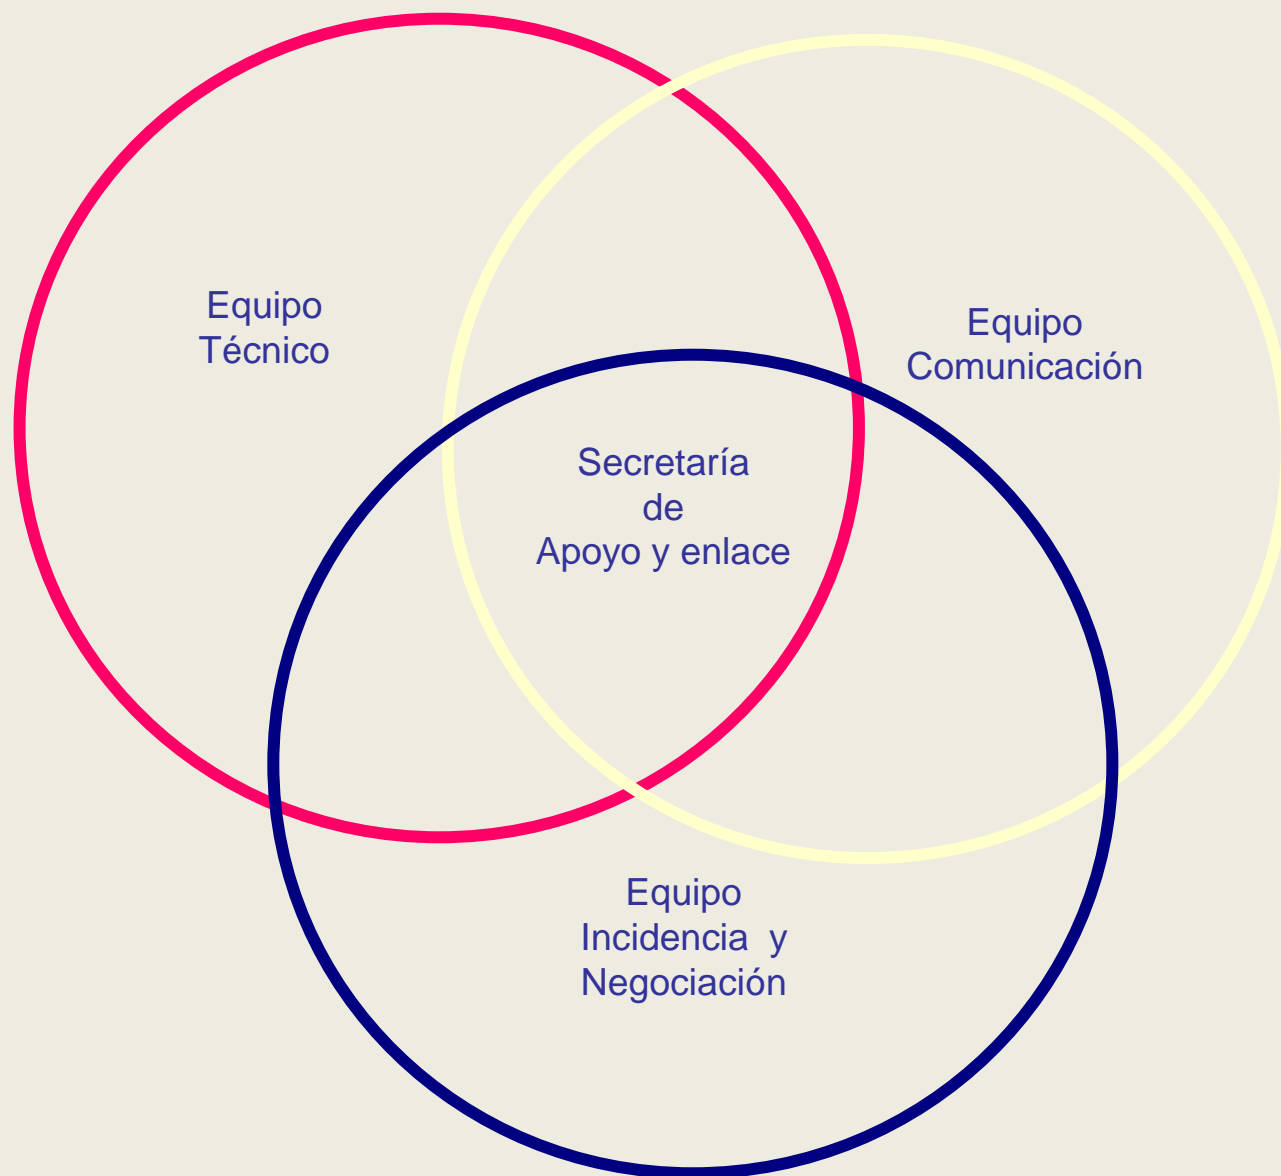 Equipo
Técnico
Equipo
Comunicación
Secretaría
de
Apoyo y enlace
Equipo
Incidencia y
Negociación